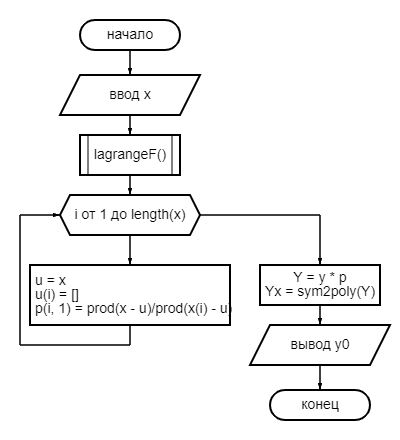 начало
ввод x
lagrangeF()
i от 1 до length(x)
u = x
u(i) = []
p(i, 1) = prod(x - u)/prod(x(i) - u)
Y = y * p
Yx = sym2poly(Y)
вывод y0
конец